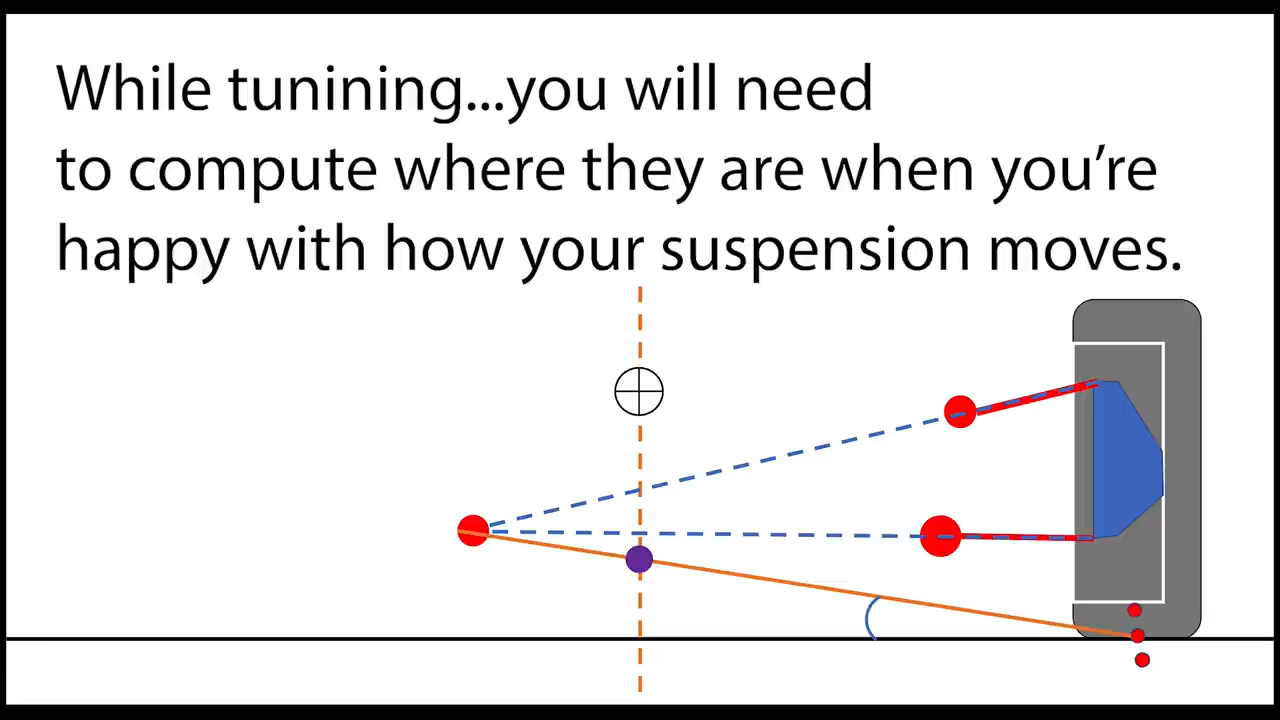 While tunining...you will need
to compute where they are when you’re
happy with how your suspension moves.